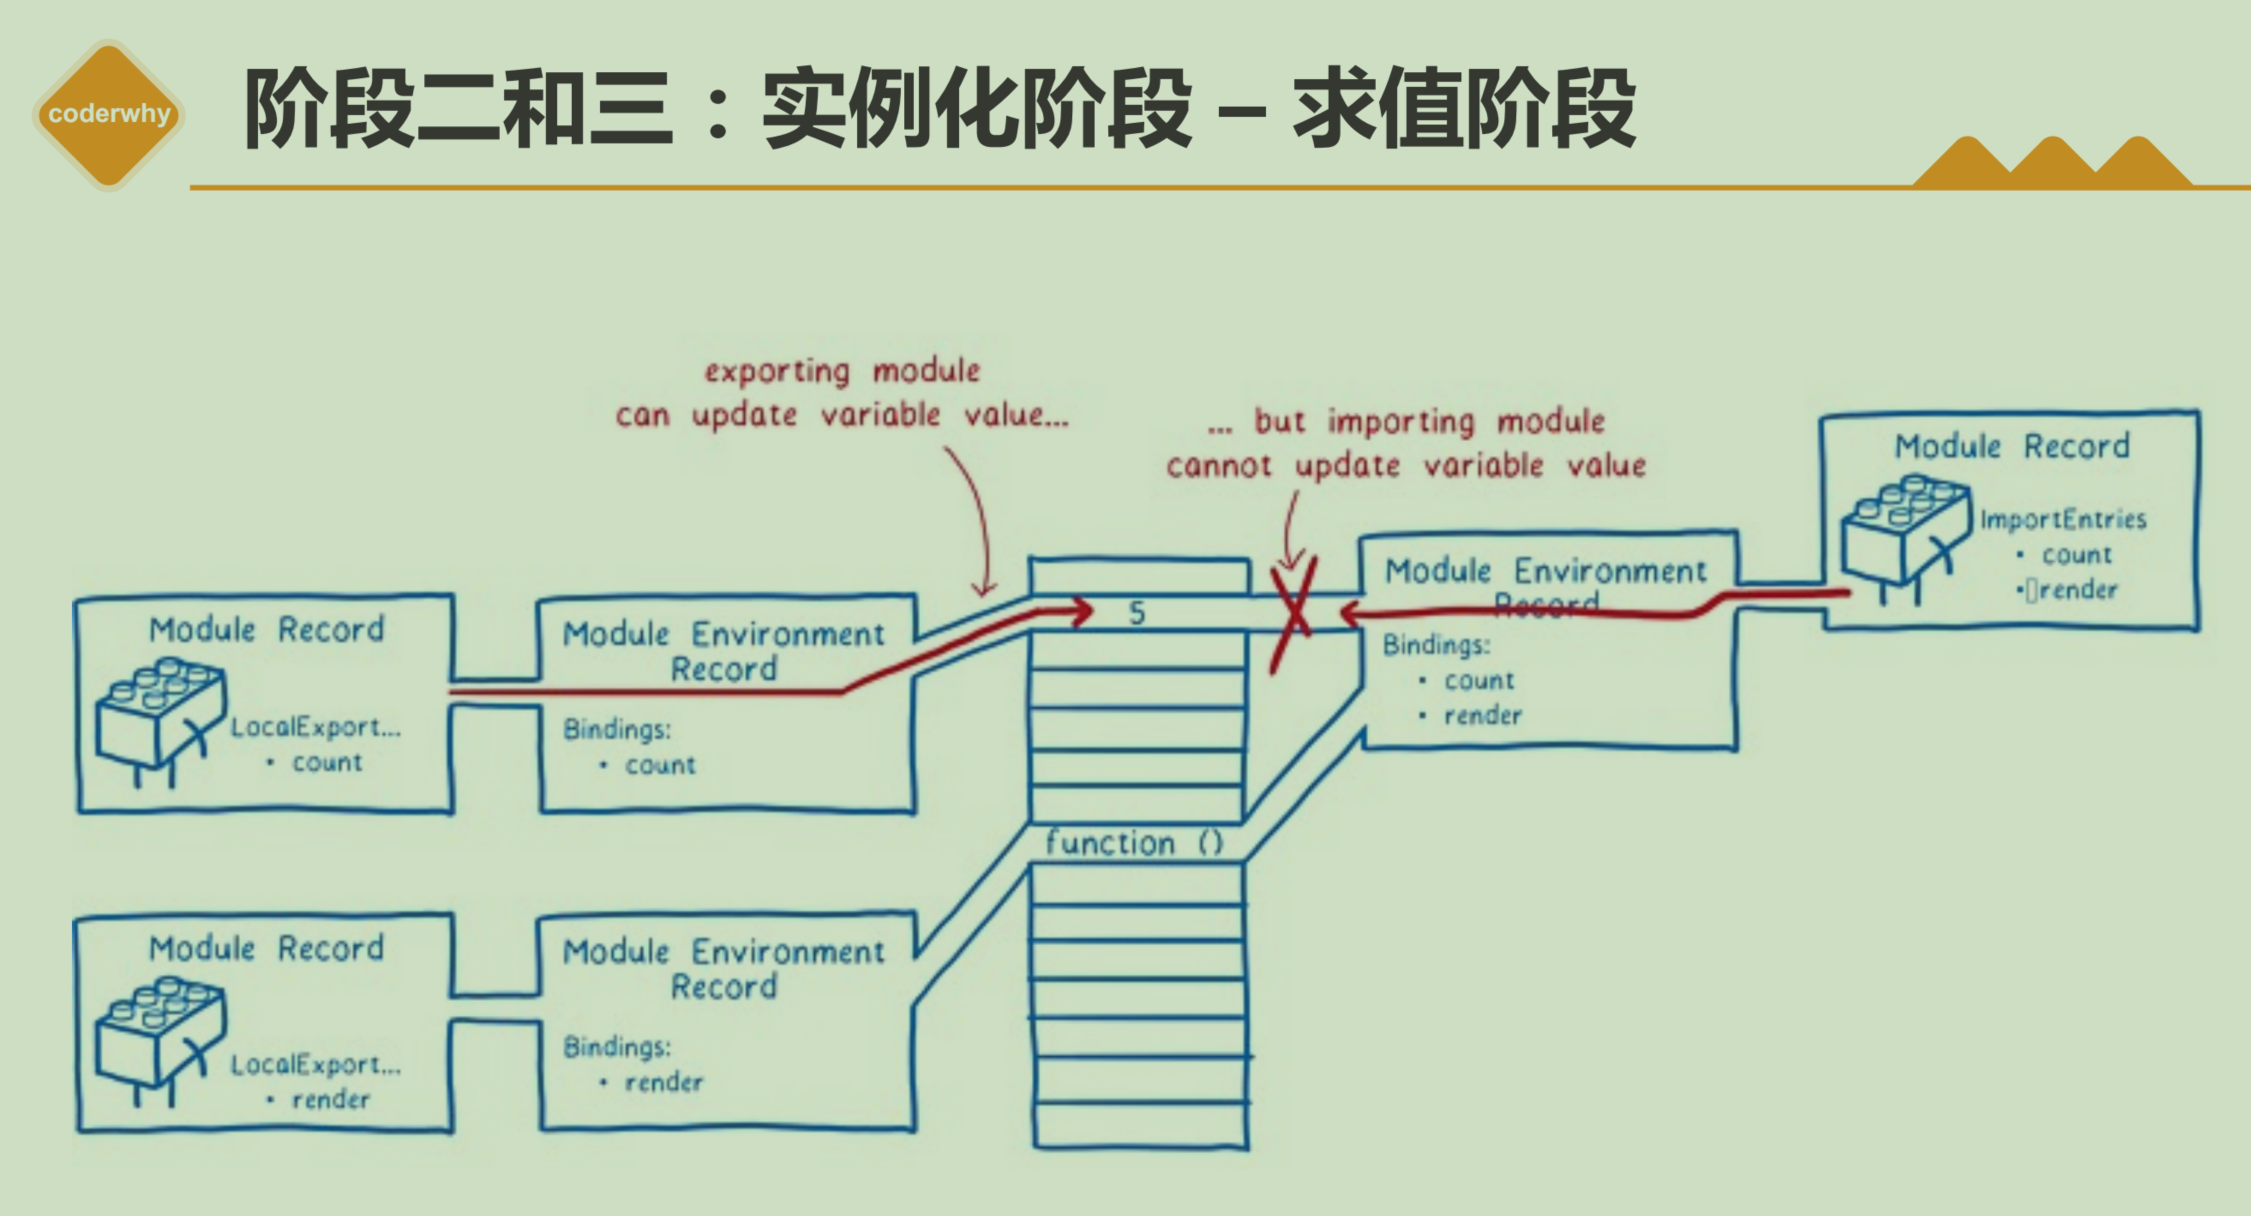 coderwhy
阶段二和三：实例化阶段 – 求值阶段
exporting module
can update variable value...
... but importing module
cannot update variable value
Module Record
ImportEntries
• count
•▯render
Module Environment
Record
Bindings:
• count
• render
5
function ()
Module Record
LocalExport...
• count
Module Environment
Record
Bindings:
• count
Module Record
LocalExport...
• render
Module Environment
Record
Bindings:
• render